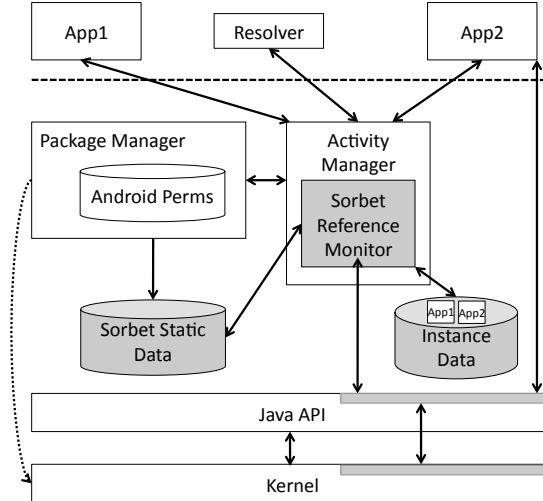 App1
Resolver
App2
Package Manager
Android Perms
Activity
Manager
Sorbet
Reference
Monitor
Sorbet Static
Data
App1
App2
Instance
Data
Java API
Kernel